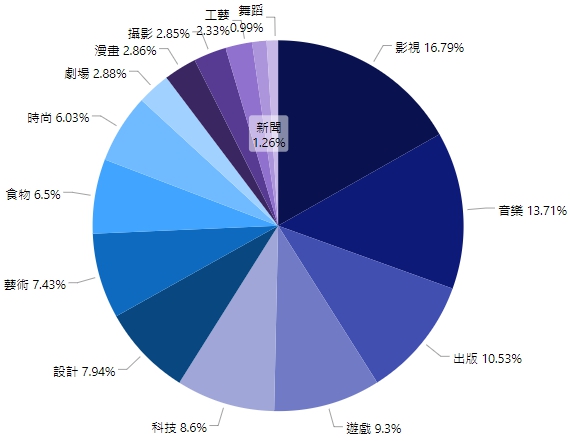 影視 16.79%
音樂 13.71%
出版 10.53%
遊戲 9.3%
科技 8.6%
設計 7.94%
藝術 7.43%
食物 6.5%
時尚 6.03%
劇場 2.88%
漫畫 2.86%
攝影 2.85%
工藝
2.33%
舞蹈
0.99%
新聞
1.26%